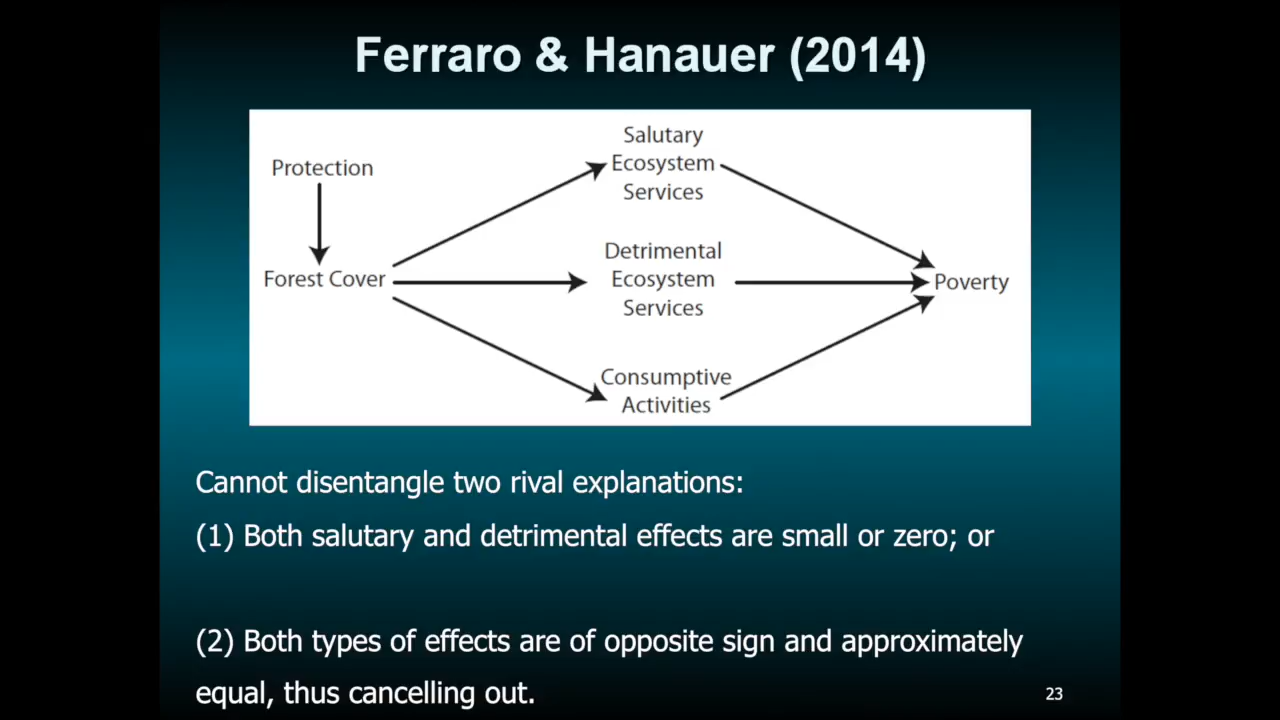 Ferraro & Hanauer (2014)
Salutary
Ecosystem
Services
Protection
Detrimental
Ecosystem
Services
Forest Cover
Poverty
Consumptive
Activities
Cannot disentangle two rival explanations:
(1) Both salutary and detrimental effects are small or zero; or
(2) Both types of effects are of opposite sign and approximately
equal, thus cancelling out.
23